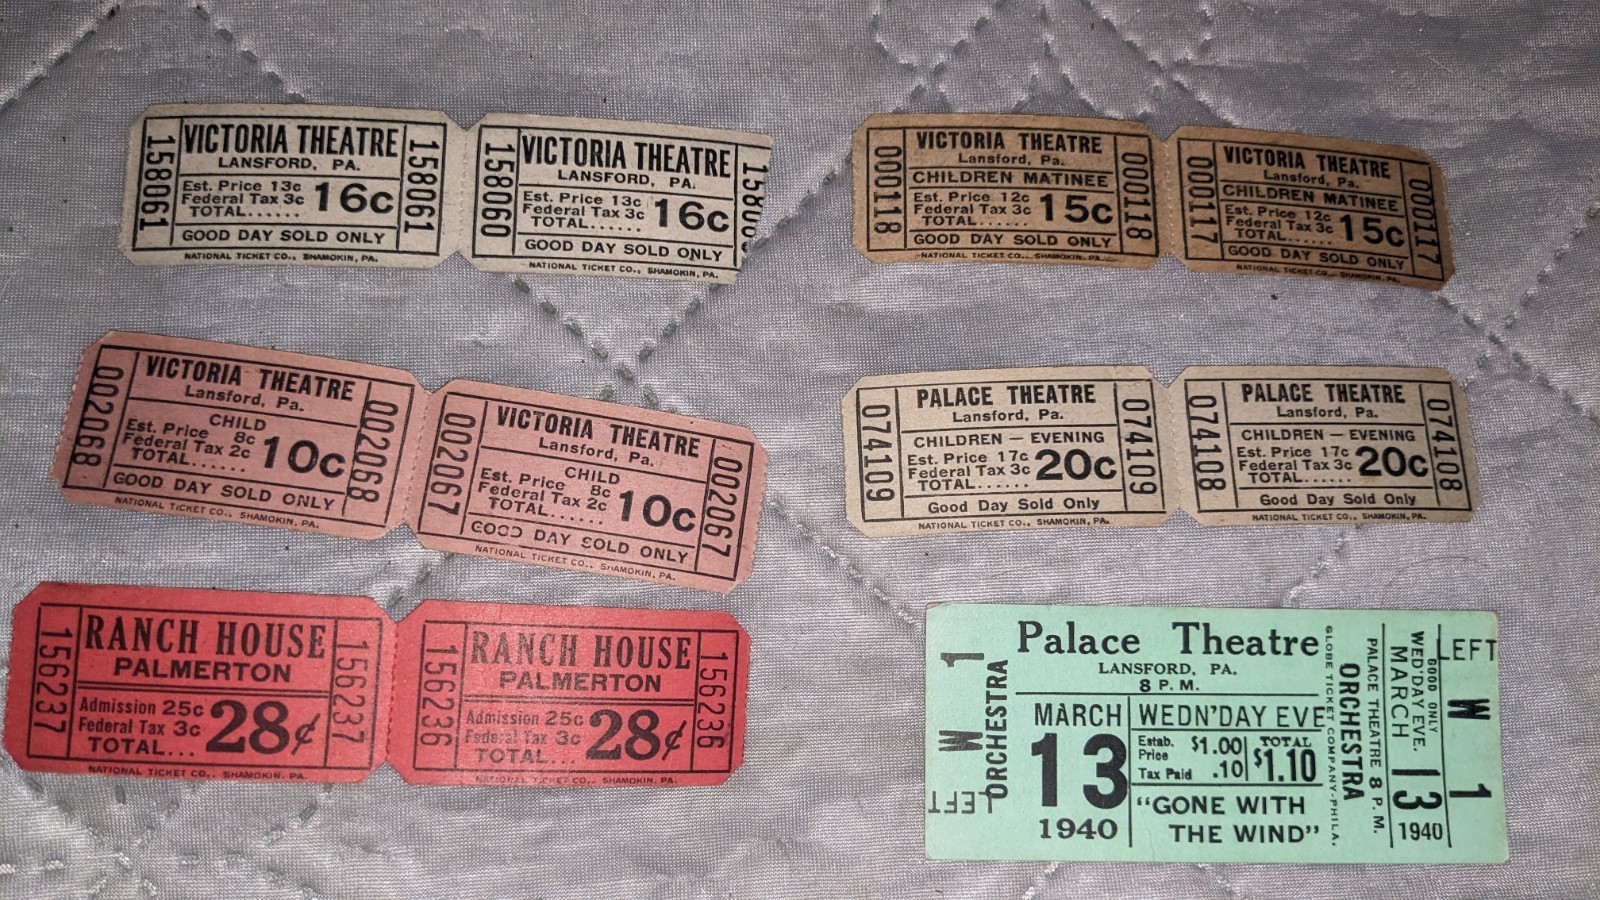 158061
VICTORIA THEATRE
LANSFORD, PA.
Est. Price 13c
Federal Tax 3c
TOTAL...... 16c
GOOD DAY SOLD ONLY
158061
NATIONAL TICKET CO., SHAMOKIN, PA.
158060
VICTORIA THEATRE
LANSFORD, PA.
Est. Price 13c
Federal Tax 3c
TOTAL...... 16c
GOOD DAY SOLD ONLY
158060
NATIONAL TICKET CO., SHAMOKIN, PA.
000118
VICTORIA THEATRE
Lansford, Pa.
CHILDREN MATINEE
Est. Price 12c
Federal Tax 3c
TOTAL...... 15c
GOOD DAY SOLD ONLY
000118
NATIONAL TICKET CO., SHAMOKIN, PA.
000117
VICTORIA THEATRE
Lansford, Pa.
CHILDREN MATINEE
Est. Price 12c
Federal Tax 3c
TOTAL...... 15c
GOOD DAY SOLD ONLY
000117
NATIONAL TICKET CO., SHAMOKIN, PA.
002068
VICTORIA THEATRE
Lansford, Pa.
CHILD
Est. Price 8c
Federal Tax 2c
TOTAL...... 10c
GOOD DAY SOLD ONLY
002068
NATIONAL TICKET CO., SHAMOKIN, PA.
002067
VICTORIA THEATRE
Lansford, Pa.
CHILD
Est. Price 8c
Federal Tax 2c
TOTAL...... 10c
GOOD DAY SOLD ONLY
002067
NATIONAL TICKET CO., SHAMOKIN, PA.
074109
PALACE THEATRE
Lansford, Pa.
CHILDREN — EVENING
Est. Price 17c
Federal Tax 3c
TOTAL...... 20c
Good Day Sold Only
074109
NATIONAL TICKET CO., SHAMOKIN, PA.
074108
PALACE THEATRE
Lansford, Pa.
CHILDREN — EVENING
Est. Price 17c
Federal Tax 3c
TOTAL...... 20c
Good Day Sold Only
074108
NATIONAL TICKET CO., SHAMOKIN, PA.
156237
RANCH HOUSE
PALMERTON
Admission 25c
Federal Tax 3c
TOTAL... 28¢
156237
NATIONAL TICKET CO., SHAMOKIN, PA.
156236
RANCH HOUSE
PALMERTON
Admission 25c
Federal Tax 3c
TOTAL... 28¢
156236
NATIONAL TICKET CO., SHAMOKIN, PA.
LEFT
W 1
ORCHESTRA
Palace Theatre
LANSFORD, PA.
8 P. M.
MARCH
13
1940
WEDN'DAY EVE
Estab. Price $1.00
Tax Paid .10
TOTAL
$1.10
"GONE WITH
THE WIND"
GLOBE TICKET COMPANY-PHILA.
ORCHESTRA
PALACE THEATRE 8 P. M.
GOOD ONLY
WED'DAY EVE.
MARCH
13
1940
LEFT
W
1